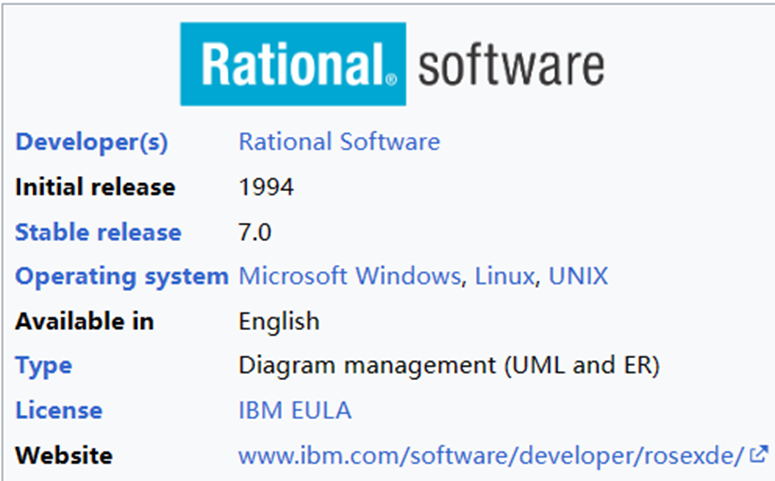 Rational® software
Developer(s) Rational Software
Initial release 1994
Stable release 7.0
Operating system Microsoft Windows, Linux, UNIX
Available in English
Type Diagram management (UML and ER)
License IBM EULA
Website www.ibm.com/software/developer/rosexde/